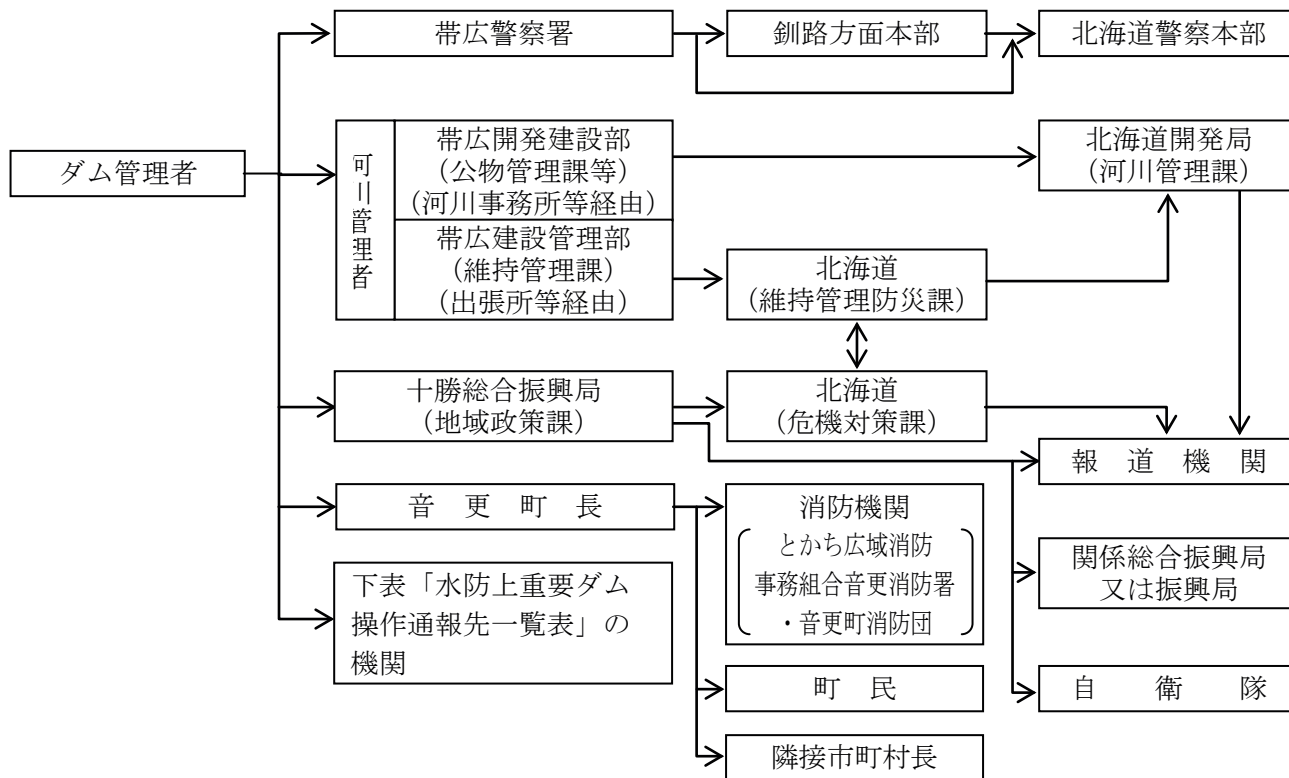 帯広警察署
釧路方面本部
北海道警察本部
ダム管理者
河川管理者
帯広開発建設部
(公物管理課等)
(河川事務所等経由)
北海道開発局
(河川管理課)
帯広建設管理部
(維持管理課)
(出張所等経由)
北海道
(維持管理防災課)
十勝総合振興局
(地域政策課)
北海道
(危機対策課)
報道機関
音更町長
消防機関
とかち広域消防
事務組合音更消防署
・音更町消防団
関係総合振興局
又は振興局
下表「水防上重要ダム
操作通報先一覧表」の
機関
町民
自衛隊
隣接市町村長